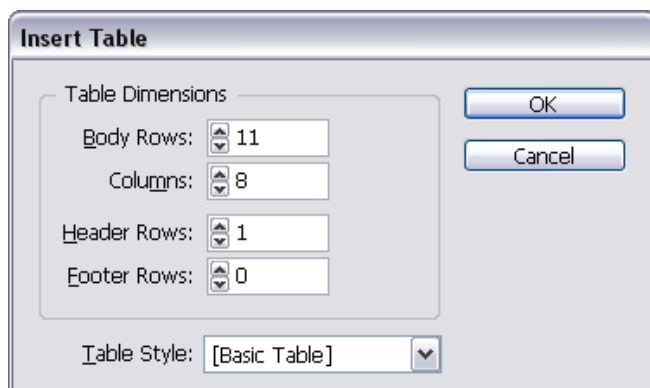 Insert Table
Table Dimensions
Body Rows: 11
Columns: 8
Header Rows: 1
Footer Rows: 0
Table Style: [Basic Table]
OK
Cancel